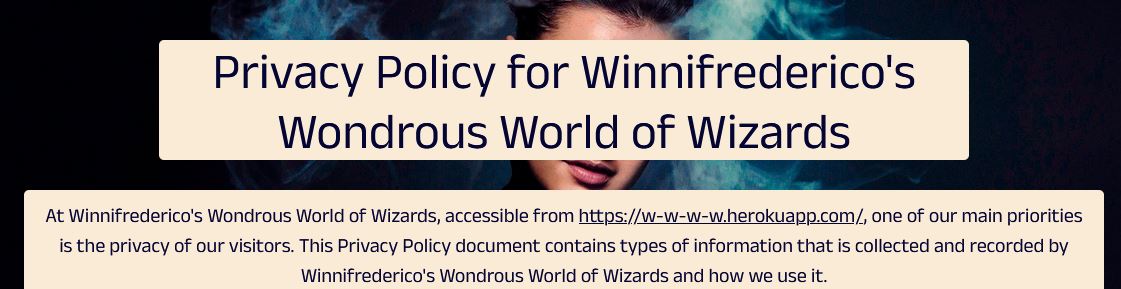 Privacy Policy for Winnifrederico's
Wondrous World of Wizards
At Winnifrederico's Wondrous World of Wizards, accessible from https://w-w-w-w.herokuapp.com/, one of our main priorities
is the privacy of our visitors. This Privacy Policy document contains types of information that is collected and recorded by
Winnifrederico's Wondrous World of Wizards and how we use it.